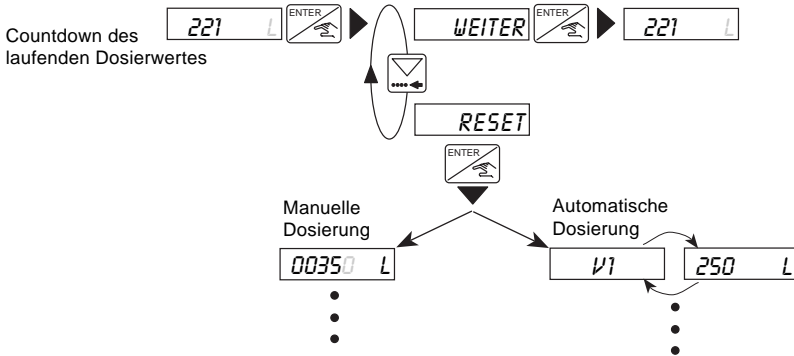 221 L
ENTER
WEITER
ENTER
221 L
Countdown des
laufenden Dosierwertes
RESET
ENTER
Manuelle
Dosierung
Automatische
Dosierung
00350 L
V1
250 L